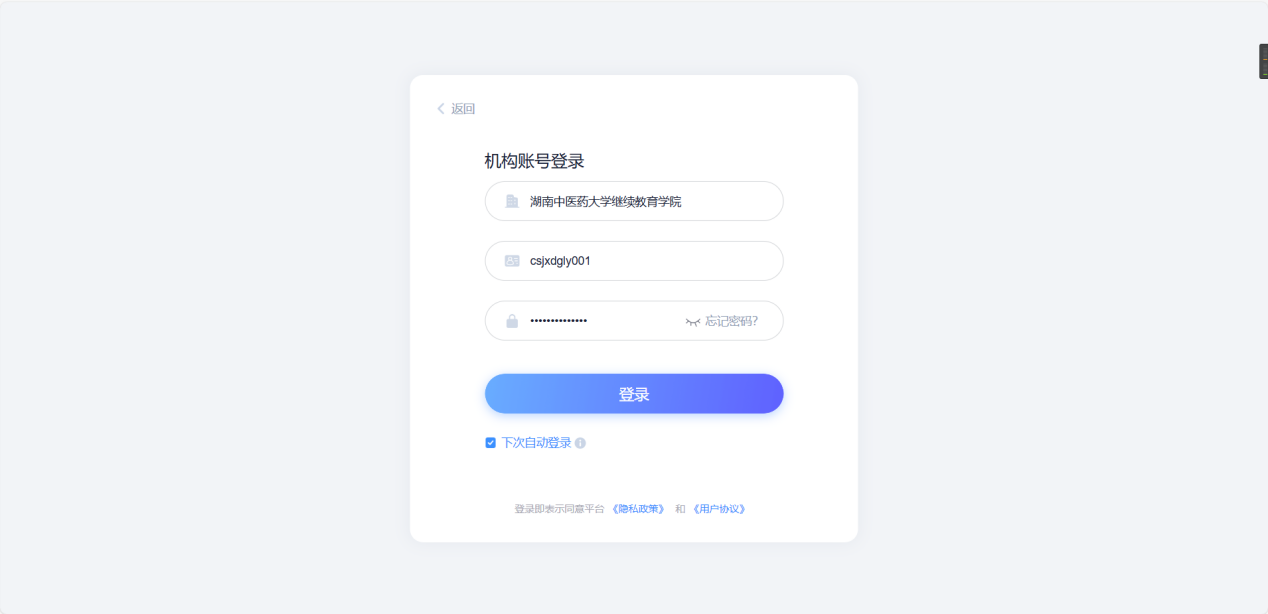 返回
机构账号登录
湖南中医药大学继续教育学院
csjxdgly001
•••••••••••••• 忘记密码?
登录
下次自动登录
登录即表示同意平台 《隐私政策》 和 《用户协议》